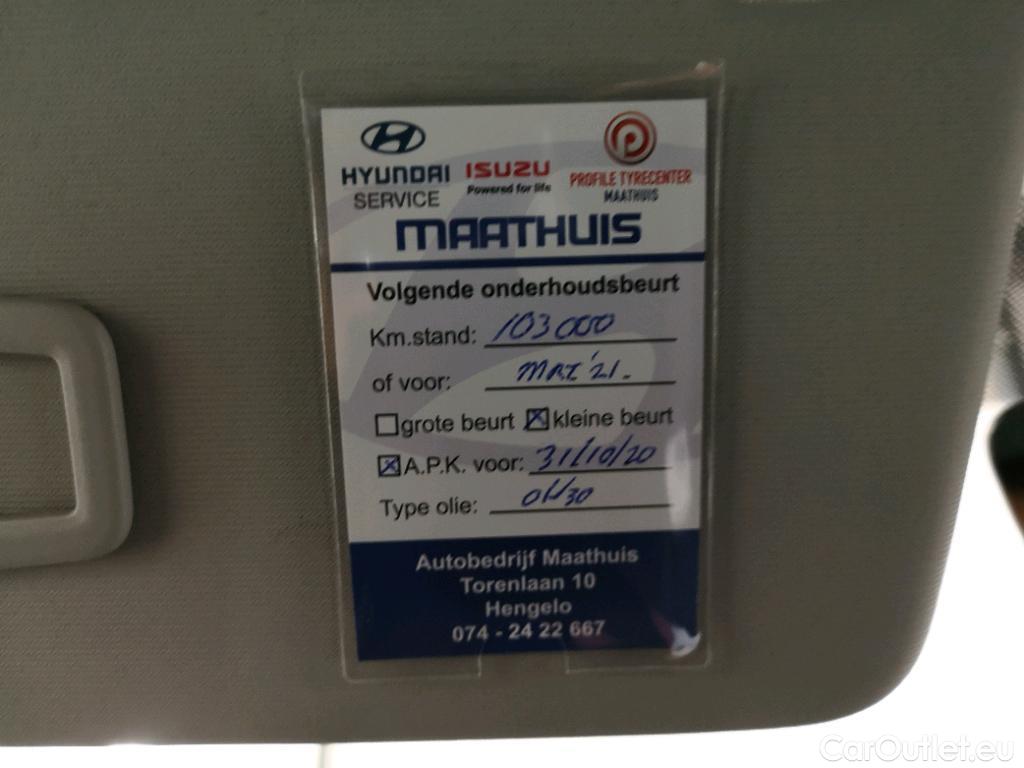 HYUNDAI
SERVICE
ISUZU
Powered for life
PROFILE TYRECENTER
MAATHUIS
MAATHUIS
Volgende onderhoudsbeurt
Km.stand: 103000
of voor: MRT '21.
grote beurt kleine beurt
A.P.K. voor: 31/10/20
Type olie: 0W30
Autobedrijf Maathuis
Torenlaan 10
Hengelo
074 - 24 22 667
CarOutlet.eu